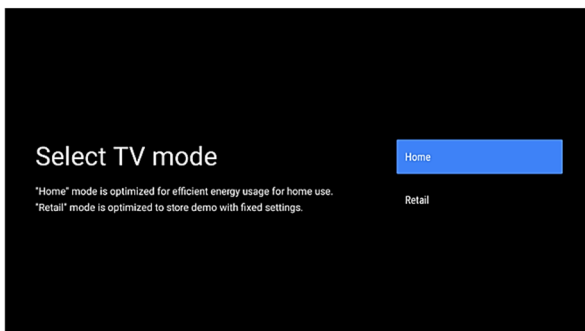 Select TV mode
"Home" mode is optimized for efficient energy usage for home use.
"Retail" mode is optimized to store demo with fixed settings.
Home
Retail